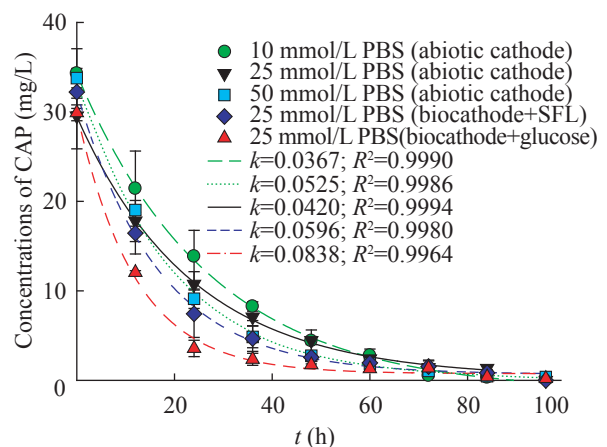 Concentrations of CAP (mg/L)
40
30
20
10
0
10 mmol/L PBS (abiotic cathode)
25 mmol/L PBS (abiotic cathode)
50 mmol/L PBS (abiotic cathode)
25 mmol/L PBS (biocathode+SFL)
25 mmol/L PBS(biocathode+glucose)
k=0.0367; R²=0.9990
k=0.0525; R²=0.9986
k=0.0420; R²=0.9994
k=0.0596; R²=0.9980
k=0.0838; R²=0.9964
20 40 60 80 100
t (h)